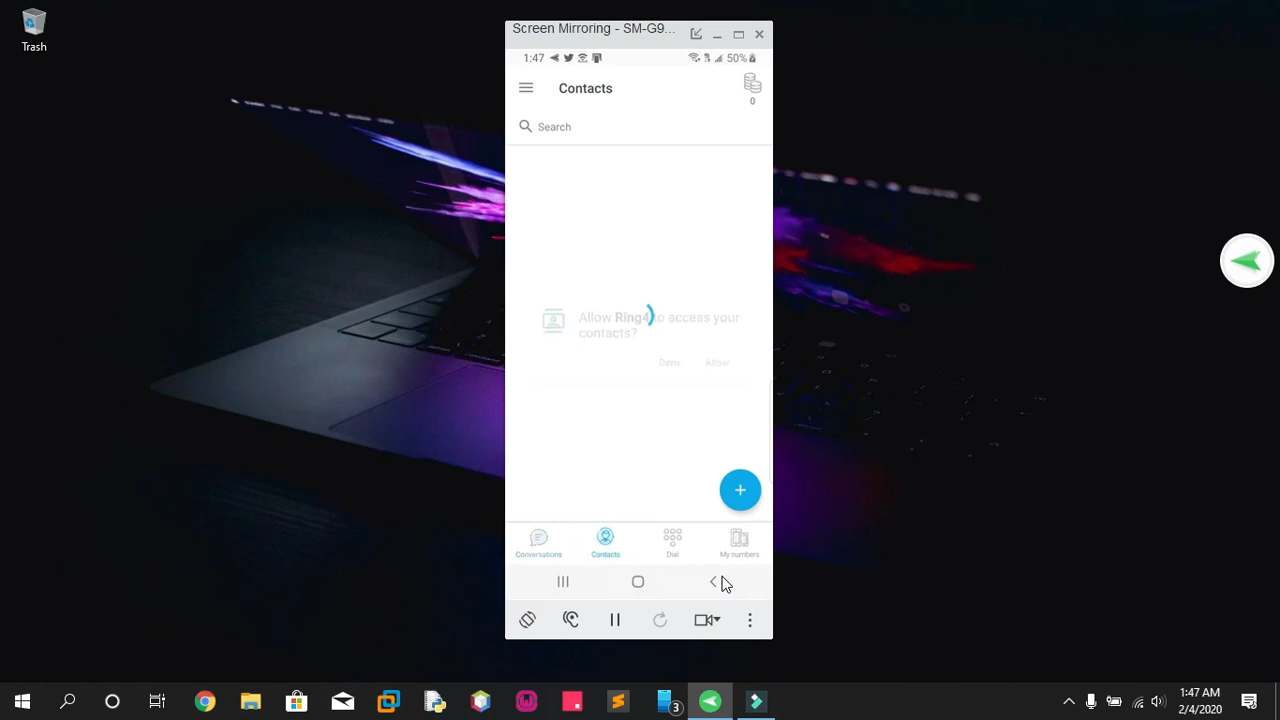 Trash
Screen Mirroring - SM-G9...
1:47
50%
Contacts
0
Search
Allow Ring4 to access your
contacts?
Deny
Allow
Conversations
Contacts
Dial
My numbers
3
1:47 AM
2/4/2020